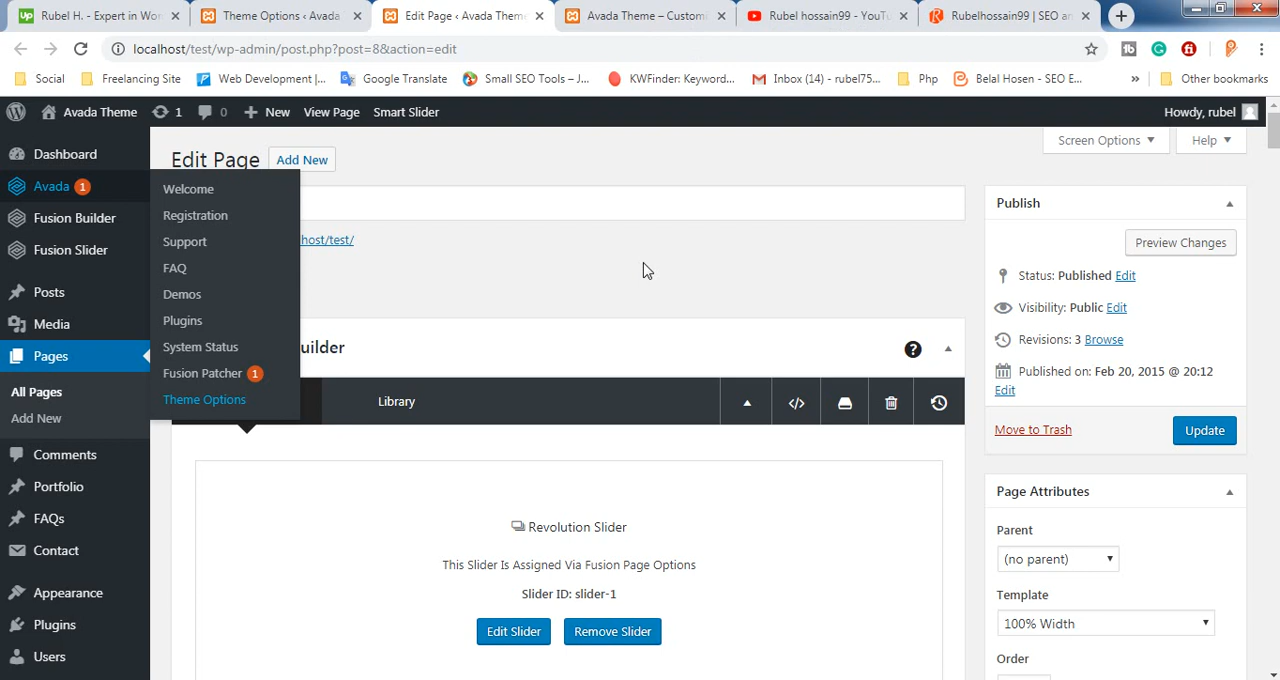 Rubel H. - Expert in Wor
Theme Options ‹ Avada
Edit Page ‹ Avada Theme
Avada Theme – Customi
Rubel hossain99 - YouT
Rubelhossain99 | SEO an
localhost/test/wp-admin/post.php?post=8&action=edit
Social
Freelancing Site
Web Development |...
Google Translate
Small SEO Tools – J...
KWFinder: Keywor...
Inbox (14) - rubel75...
Php
Belal Hosen - SEO E...
»
Other bookmarks
Avada Theme
1
0
New
View Page
Smart Slider
Howdy, rubel
Edit Page
Add New
Screen Options
Help
Dashboard
Avada 1
Fusion Builder
Fusion Slider
Posts
Media
Pages
All Pages
Add New
Comments
Portfolio
FAQs
Contact
Appearance
Plugins
Users
Welcome
Registration
Support
FAQ
Demos
Plugins
System Status
Fusion Patcher 1
Theme Options
host/test/
uilder
Library
Revolution Slider
This Slider Is Assigned Via Fusion Page Options
Slider ID: slider-1
Edit Slider
Remove Slider
Publish
Preview Changes
Status: Published Edit
Visibility: Public Edit
Revisions: 3 Browse
Published on: Feb 20, 2015 @ 20:12
Edit
Move to Trash
Update
Page Attributes
Parent
(no parent)
Template
100% Width
Order